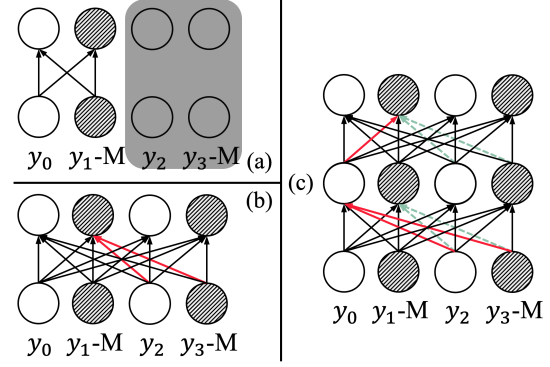 y₀ y₁-M y₂ y₃-M (a)
(b)
y₀ y₁-M y₂ y₃-M
(c)
y₀ y₁-M y₂ y₃-M